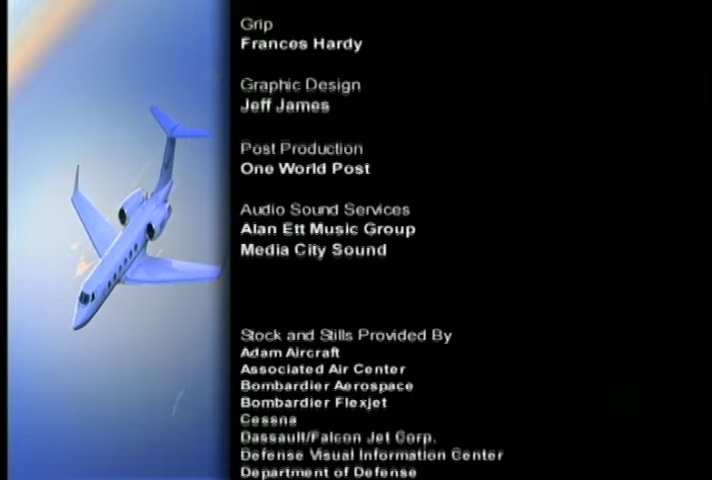 Grip
Frances Hardy
Graphic Design
Jeff James
Post Production
One World Post
Audio Sound Services
Alan Ett Music Group
Media City Sound
Stock and Stills Provided By
Adam Aircraft
Associated Air Center
Bombardier Aerospace
Bombardier Flexjet
Cessna
Dassault/Falcon Jet Corp.
Defense Visual Information Center
Department of Defense